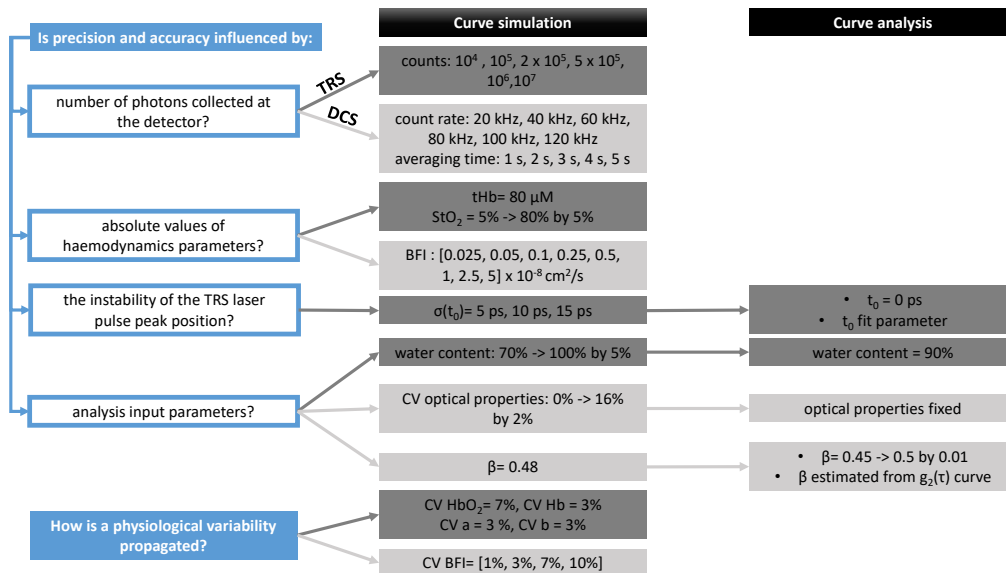 Curve simulation
Curve analysis
Is precision and accuracy influenced by:
number of photons collected at
the detector?
TRS
DCS
counts: 10⁴ , 10⁵, 2 x 10⁵, 5 x 10⁵,
10⁶,10⁷
count rate: 20 kHz, 40 kHz, 60 kHz,
80 kHz, 100 kHz, 120 kHz
averaging time: 1 s, 2 s, 3 s, 4 s, 5 s
absolute values of
haemodynamics parameters?
tHb= 80 µM
StO₂ = 5% -> 80% by 5%
BFI : [0.025, 0.05, 0.1, 0.25, 0.5,
1, 2.5, 5] x 10⁻⁸ cm²/s
the instability of the TRS laser
pulse peak position?
σ(t₀)= 5 ps, 10 ps, 15 ps
• t₀ = 0 ps
• t₀ fit parameter
analysis input parameters?
water content: 70% -> 100% by 5%
water content = 90%
CV optical properties: 0% -> 16%
by 2%
optical properties fixed
β= 0.48
• β= 0.45 -> 0.5 by 0.01
• β estimated from g₂(τ) curve
How is a physiological variability
propagated?
CV HbO₂= 7%, CV Hb = 3%
CV a = 3 %, CV b = 3%
CV BFI= [1%, 3%, 7%, 10%]